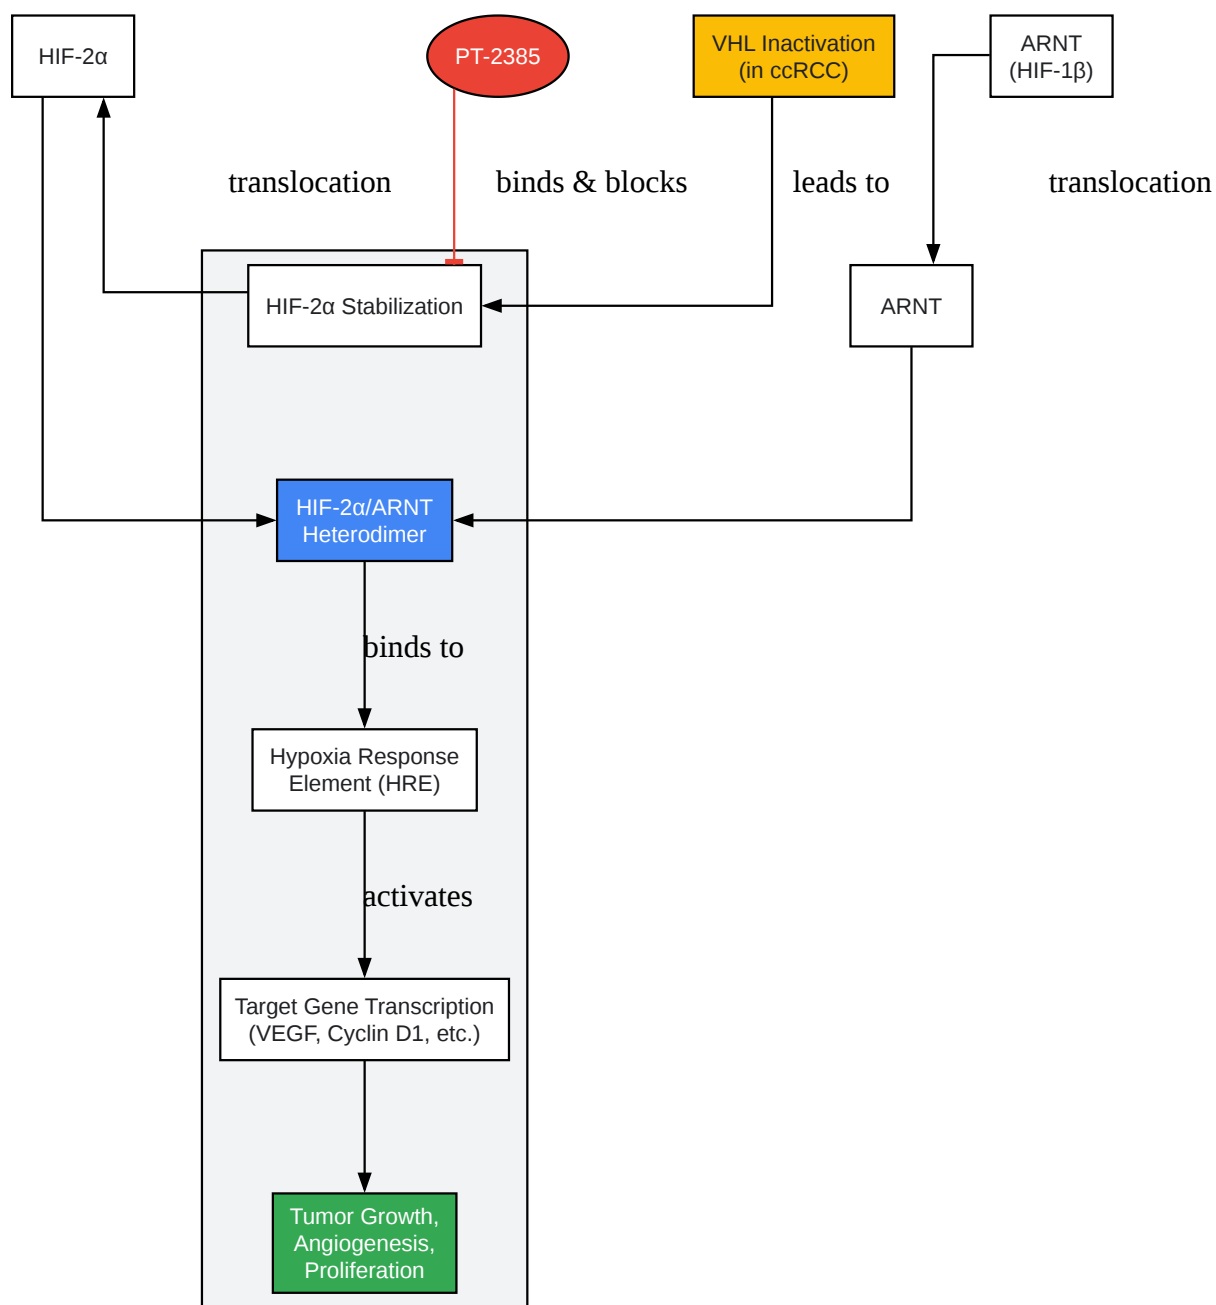 HIF-2α
PT-2385
VHL Inactivation
(in ccRCC)
ARNT
(HIF-1β)
translocation
binds & blocks
leads to
translocation
HIF-2α Stabilization
ARNT
HIF-2α/ARNT
Heterodimer
binds to
Hypoxia Response
Element (HRE)
activates
Target Gene Transcription
(VEGF, Cyclin D1, etc.)
Tumor Growth,
Angiogenesis,
Proliferation